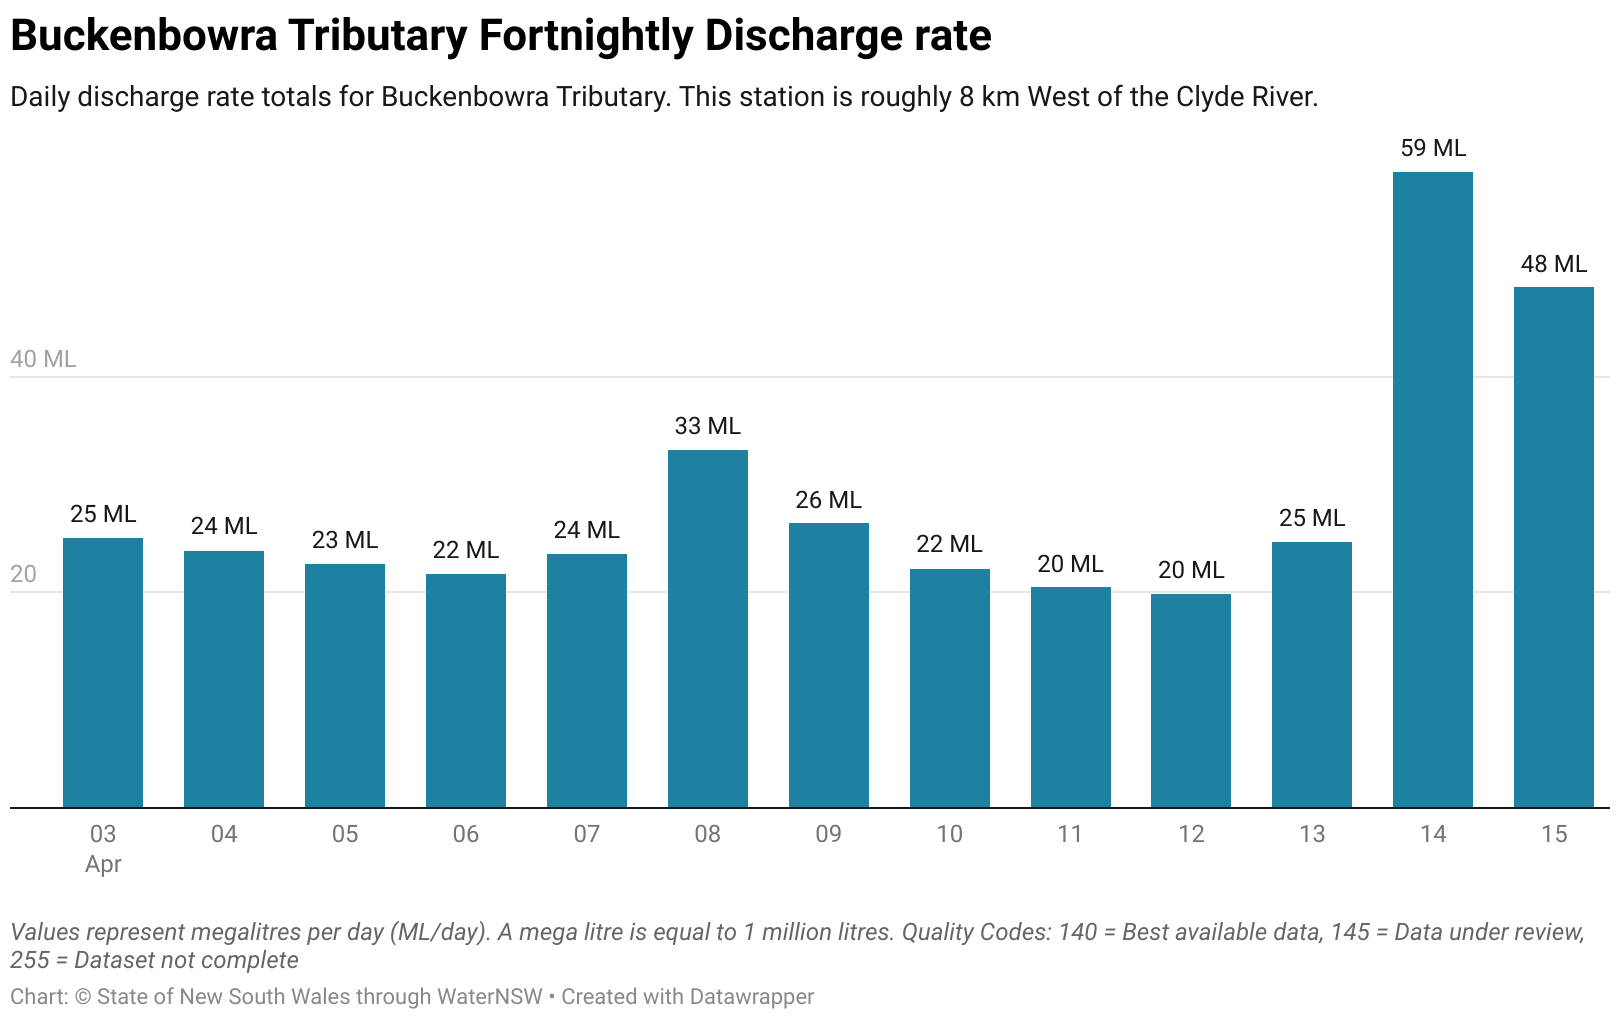 Buckenbowra Tributary Fortnightly Discharge rate
Daily discharge rate totals for Buckenbowra Tributary. This station is roughly 8 km West of the Clyde River.
59 ML
48 ML
40 ML
33 ML
25 ML
24 ML
23 ML
22 ML
24 ML
26 ML
22 ML
20 ML
20 ML
25 ML
20
03 04 05 06 07 08 09 10 11 12 13 14 15
Apr
Values represent megalitres per day (ML/day). A mega litre is equal to 1 million litres. Quality Codes: 140 = Best available data, 145 = Data under review,
255 = Dataset not complete
Chart: © State of New South Wales through WaterNSW • Created with Datawrapper